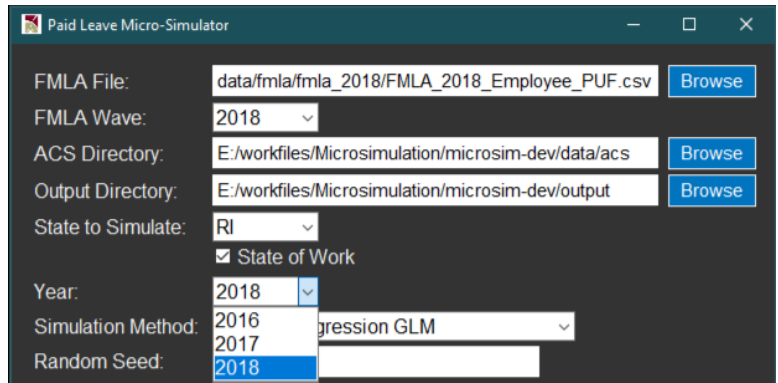 Paid Leave Micro-Simulator
FMLA File: data/fmla/fmla_2018/FMLA_2018_Employee_PUF.csv Browse
FMLA Wave: 2018
ACS Directory: E:/workfiles/Microsimulation/microsim-dev/data/acs Browse
Output Directory: E:/workfiles/Microsimulation/microsim-dev/output Browse
State to Simulate: RI
State of Work
Year: 2018
2016
Simulation Method: gression GLM
2017
Random Seed:
2018